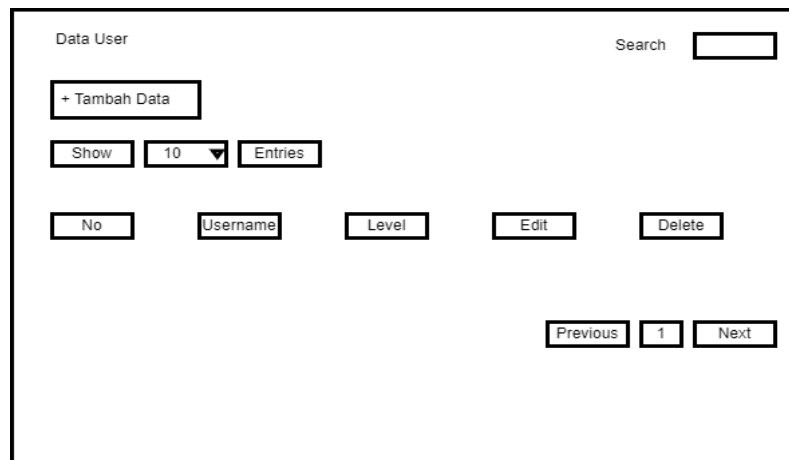 Data User
Search
+ Tambah Data
Show 10 Entries
No Username Level Edit Delete
Previous 1 Next